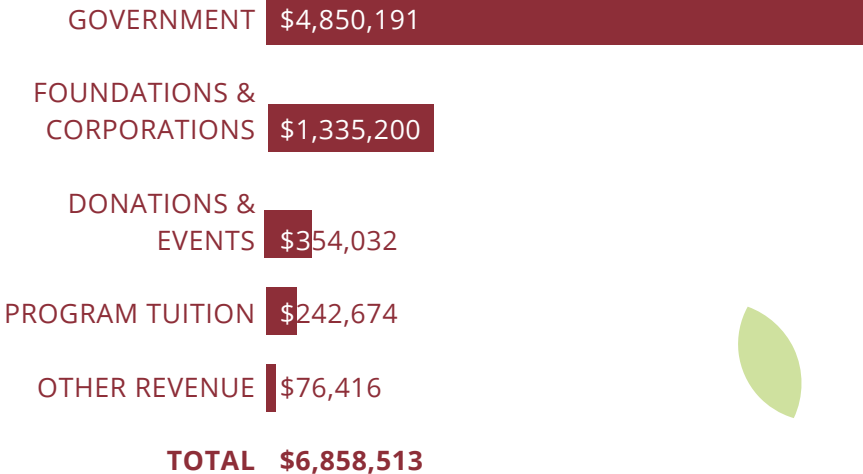 GOVERNMENT $4,850,191
FOUNDATIONS &
CORPORATIONS $1,335,200
DONATIONS &
EVENTS $354,032
PROGRAM TUITION $242,674
OTHER REVENUE $76,416
TOTAL $6,858,513